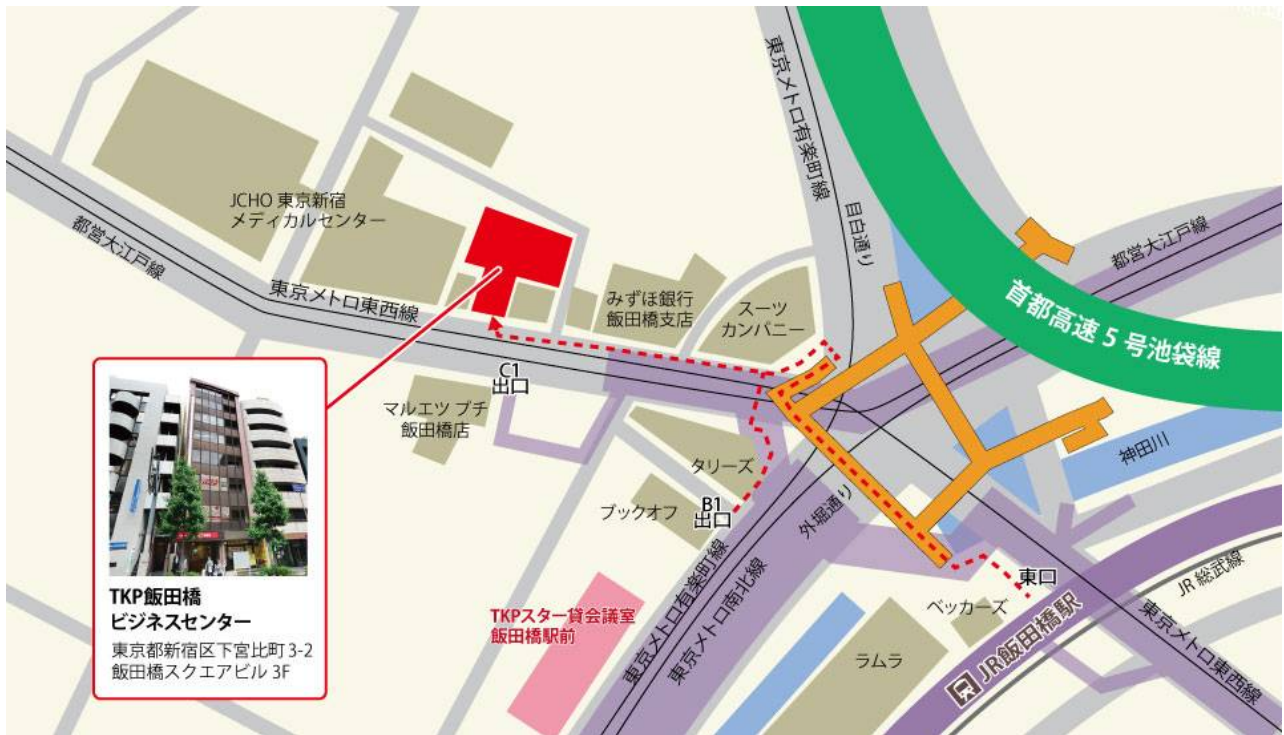 東京メトロ有楽町線
目白通り
都営大江戸線
首都高速 5 号池袋線
JCHO 東京新宿
メディカルセンター
都営大江戸線
東京メトロ東西線
みずほ銀行
飯田橋支店
スーツ
カンパニー
C1
出口
マルエツ プチ
飯田橋店
タリーズ
ブックオフ
B1
出口
外堀通り
神田川
東口
ベッカーズ
JR 総武線
TKPスター貸会議室
飯田橋駅前
東京メトロ有楽町線
東京メトロ南北線
ラムラ
JR飯田橋駅
東京メトロ東西線
TKP飯田橋
ビジネスセンター
東京都新宿区下宮比町 3-2
飯田橋スクエアビル 3F